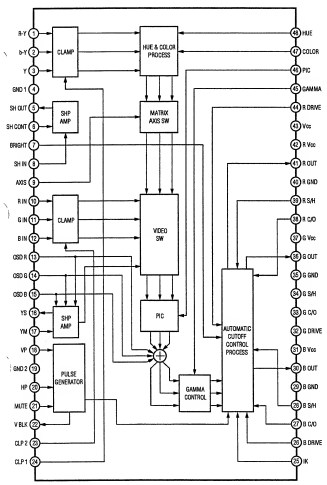 R-Y 1
b-Y 2
Y 3
GND 1 4
SH OUT 5
SH CONT 6
BRIGHT 7
SH IN 8
AXIS 9
R IN 10
G IN 11
B IN 12
OSD R 13
OSD G 14
OSD B 15
YS 16
YM 17
VP 18
GND 2 19
HP 20
MUTE 21
V BLK 22
CLP 2 23
CLP 1 24
CLAMP
SHP
AMP
CLAMP
SHP
AMP
PULSE
GENERATOR
HUE & COLOR
PROCESS
MATRIX
AXIS SW
VIDEO
SW
PIC
GAMMA
CONTROL
AUTOMATIC
CUTOFF
CONTROL
PROCESS
48 HUE
47 COLOR
46 PIC
45 GAMMA
44 R DRIVE
43 Vcc
42 R Vcc
41 R OUT
40 R GND
39 R S/H
38 R C/O
37 G Vcc
36 G OUT
35 G GND
34 G S/H
33 G C/O
32 G DRIVE
31 B Vcc
30 B OUT
29 B GND
28 B S/H
27 B C/O
26 B DRIVE
25 IK